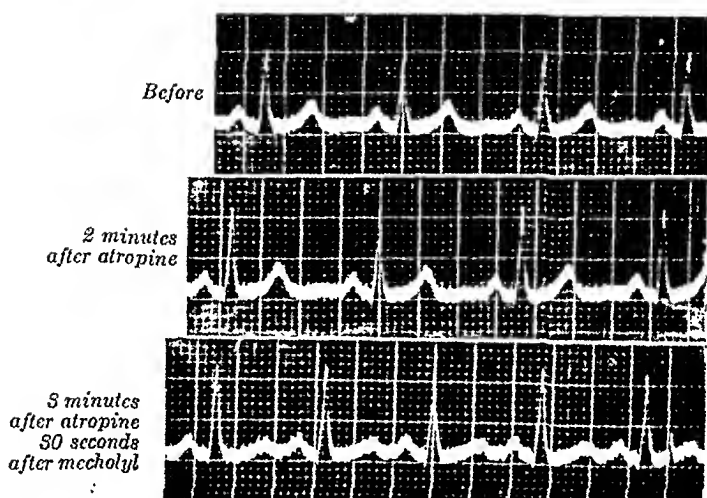 Before
2 minutes
after atropine
3 minutes
after atropine
30 seconds
after mecholyl